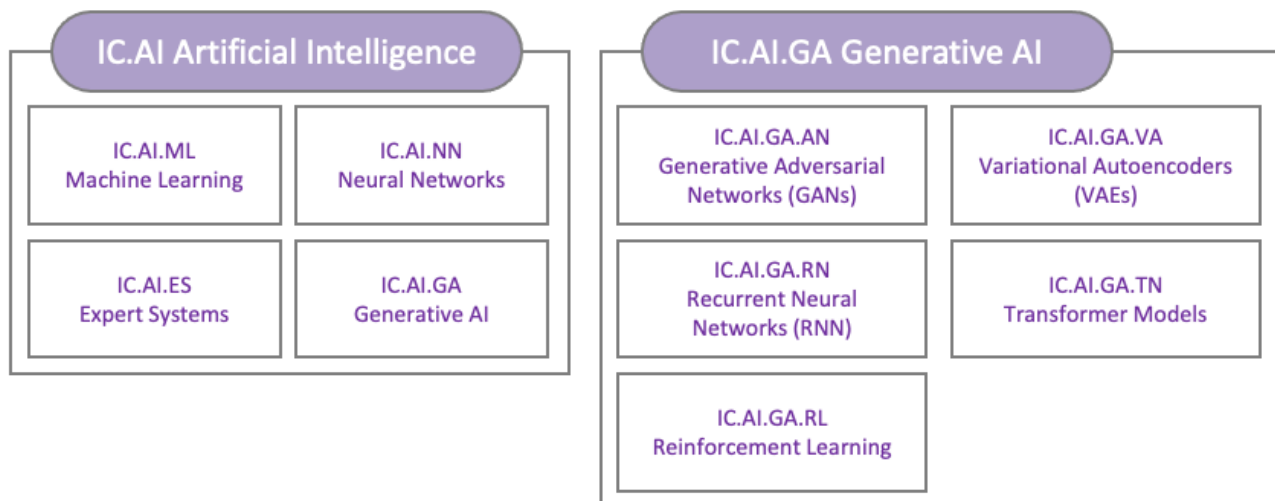 IC.AI Artificial Intelligence
IC.AI.ML
Machine Learning
IC.AI.NN
Neural Networks
IC.AI.ES
Expert Systems
IC.AI.GA
Generative AI
IC.AI.GA Generative AI
IC.AI.GA.AN
Generative Adversarial
Networks (GANs)
IC.AI.GA.VA
Variational Autoencoders
(VAEs)
IC.AI.GA.RN
Recurrent Neural
Networks (RNN)
IC.AI.GA.TN
Transformer Models
IC.AI.GA.RL
Reinforcement Learning